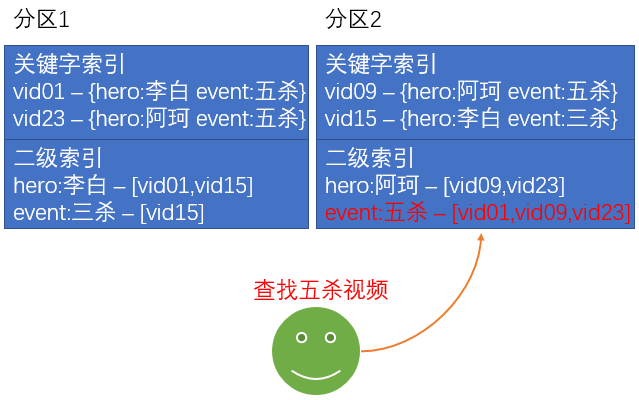 分区1
关键字索引
vid01 – {hero:李白 event:五杀}
vid23 – {hero:阿珂 event:五杀}
二级索引
hero:李白 – [vid01,vid15]
event:三杀 – [vid15]
分区2
关键字索引
vid09 – {hero:阿珂 event:五杀}
vid15 – {hero:李白 event:三杀}
二级索引
hero:阿珂 – [vid09,vid23]
event:五杀 – [vid01,vid09,vid23]
查找五杀视频